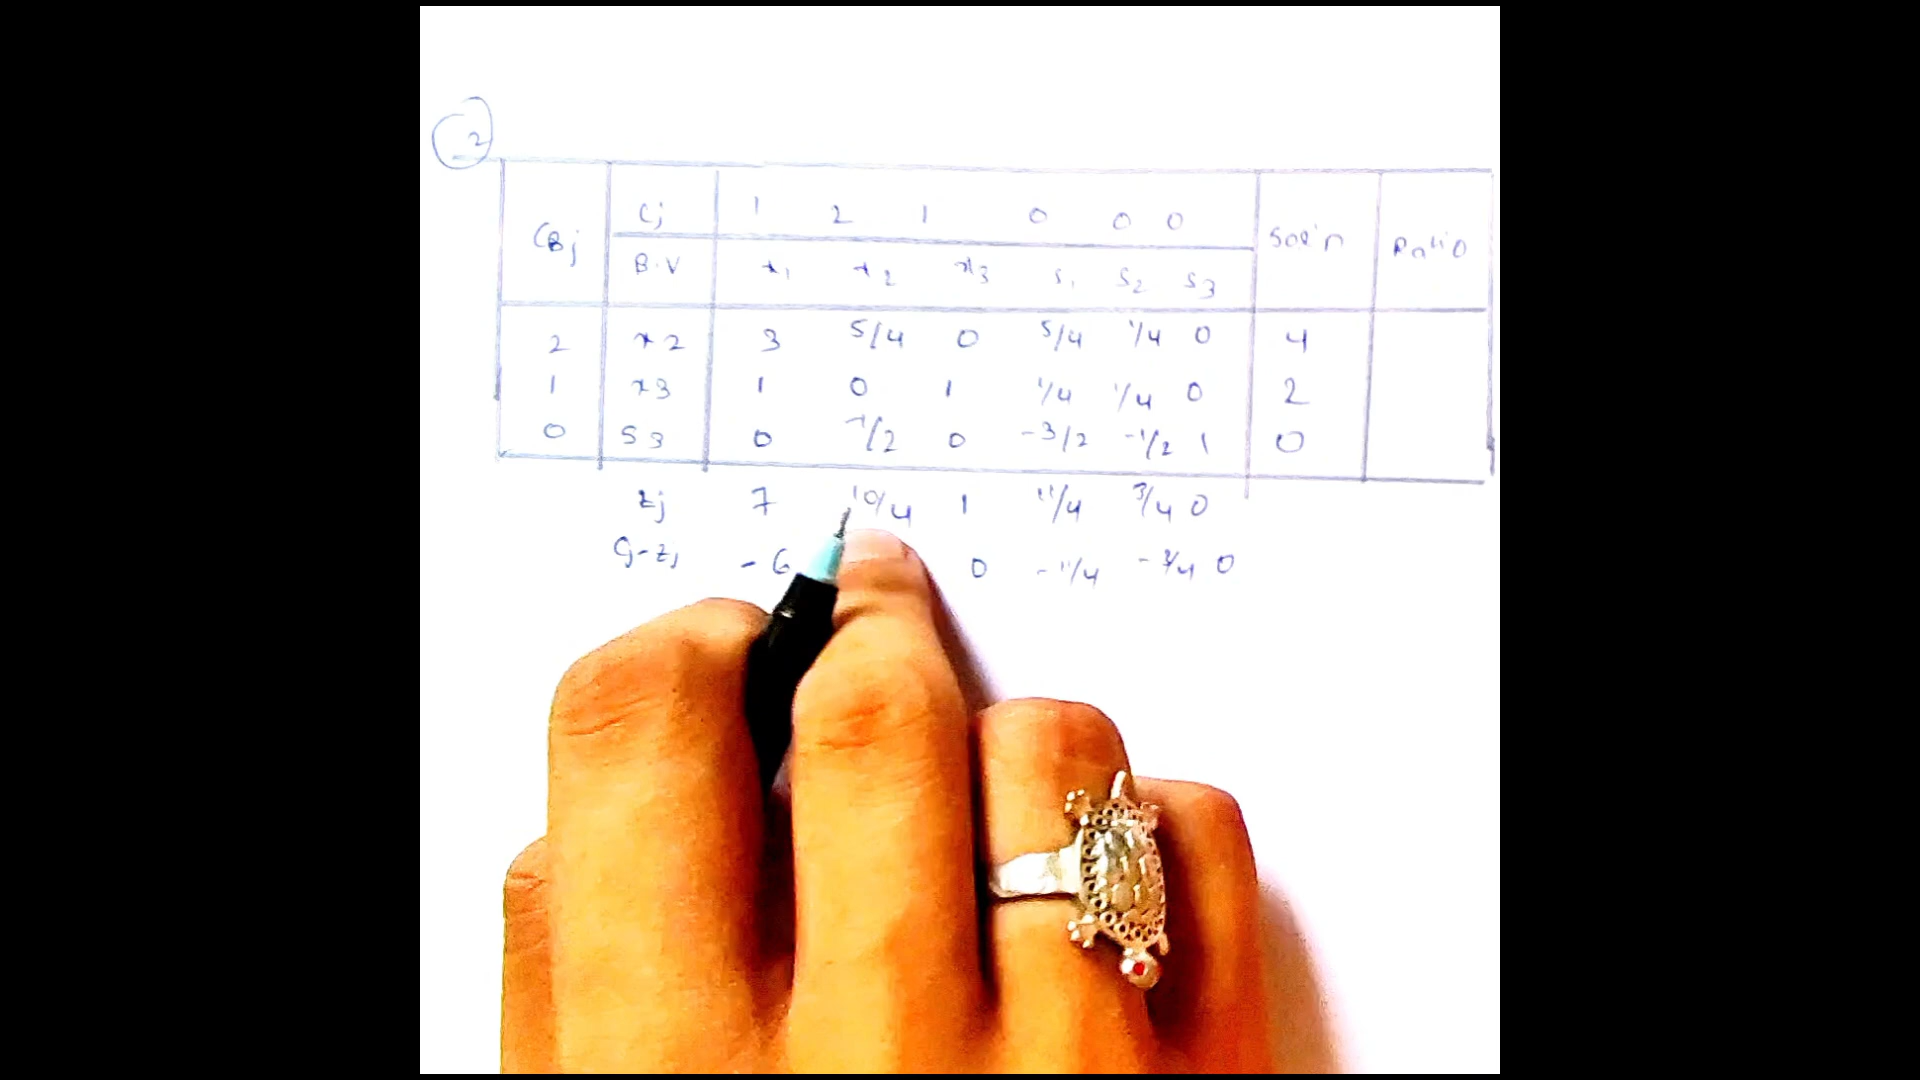 2
CBj Cj 1 2 1 0 0 0 Sol'n Ratio
B.V x1 x2 x3 S1 S2 S3
2 x2 3 5/4 0 5/4 1/4 0 4
1 x3 1 0 1 1/4 1/4 0 2
0 S3 0 0 -3/2 -1/2 1 0
Zj 7 10/4 1 11/4 3/4 0
Cj-Zj -6 0 -11/4 -3/4 0